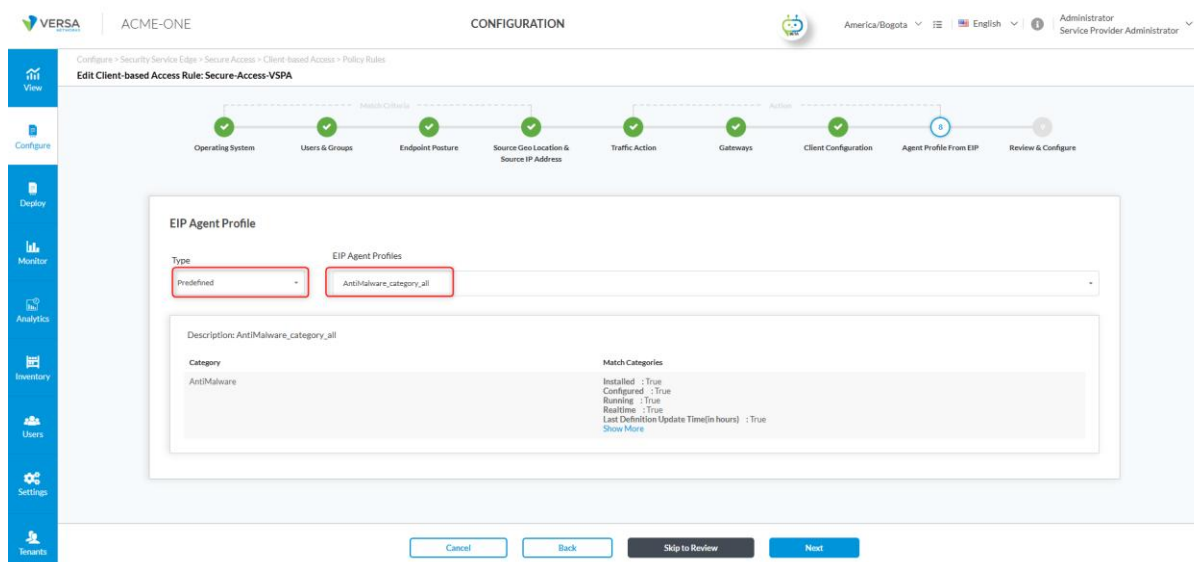 VERSA
NETWORKS
ACME-ONE
CONFIGURATION
America/Bogota
English
Administrator
Service Provider Administrator
Configure > Security Service Edge > Secure Access > Client-based Access > Policy Rules
Edit Client-based Access Rule: Secure-Access-VSPA
View
Configure
Deploy
Monitor
Analytics
Inventory
Users
Settings
Tenants
Match Criteria
Action
8
9
Operating System
Users & Groups
Endpoint Posture
Source Geo Location &
Source IP Address
Traffic Action
Gateways
Client Configuration
Agent Profile From EIP
Review & Configure
EIP Agent Profile
Type
EIP Agent Profiles
Predefined
AntiMalware_category_all
Description: AntiMalware_category_all
Category
Match Categories
AntiMalware
Installed : True
Configured : True
Running : True
Realtime : True
Last Definition Update Time(in hours) : True
Show More
Cancel
Back
Skip to Review
Next